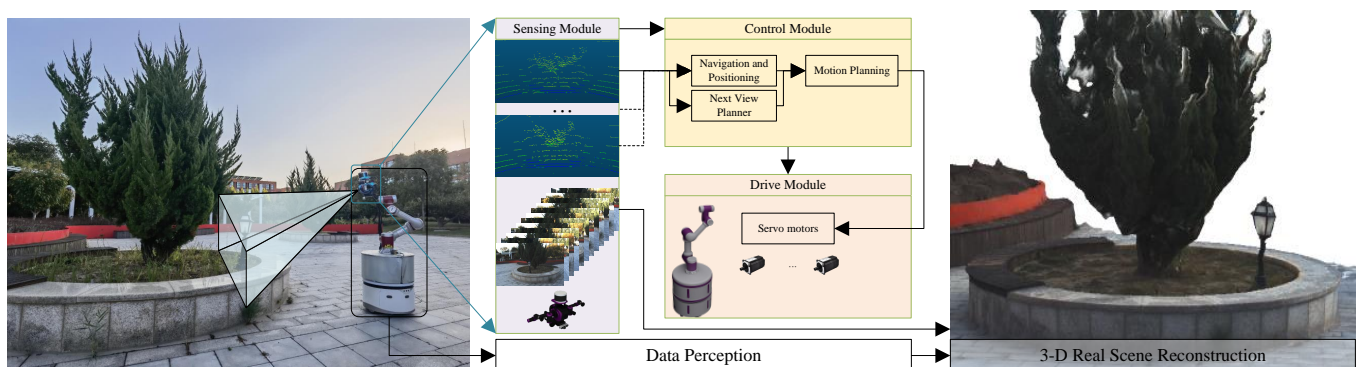 Sensing Module
...
Control Module
Navigation and
Positioning
Next View
Planner
Motion Planning
Drive Module
Servo motors
...
Data Perception
3-D Real Scene Reconstruction